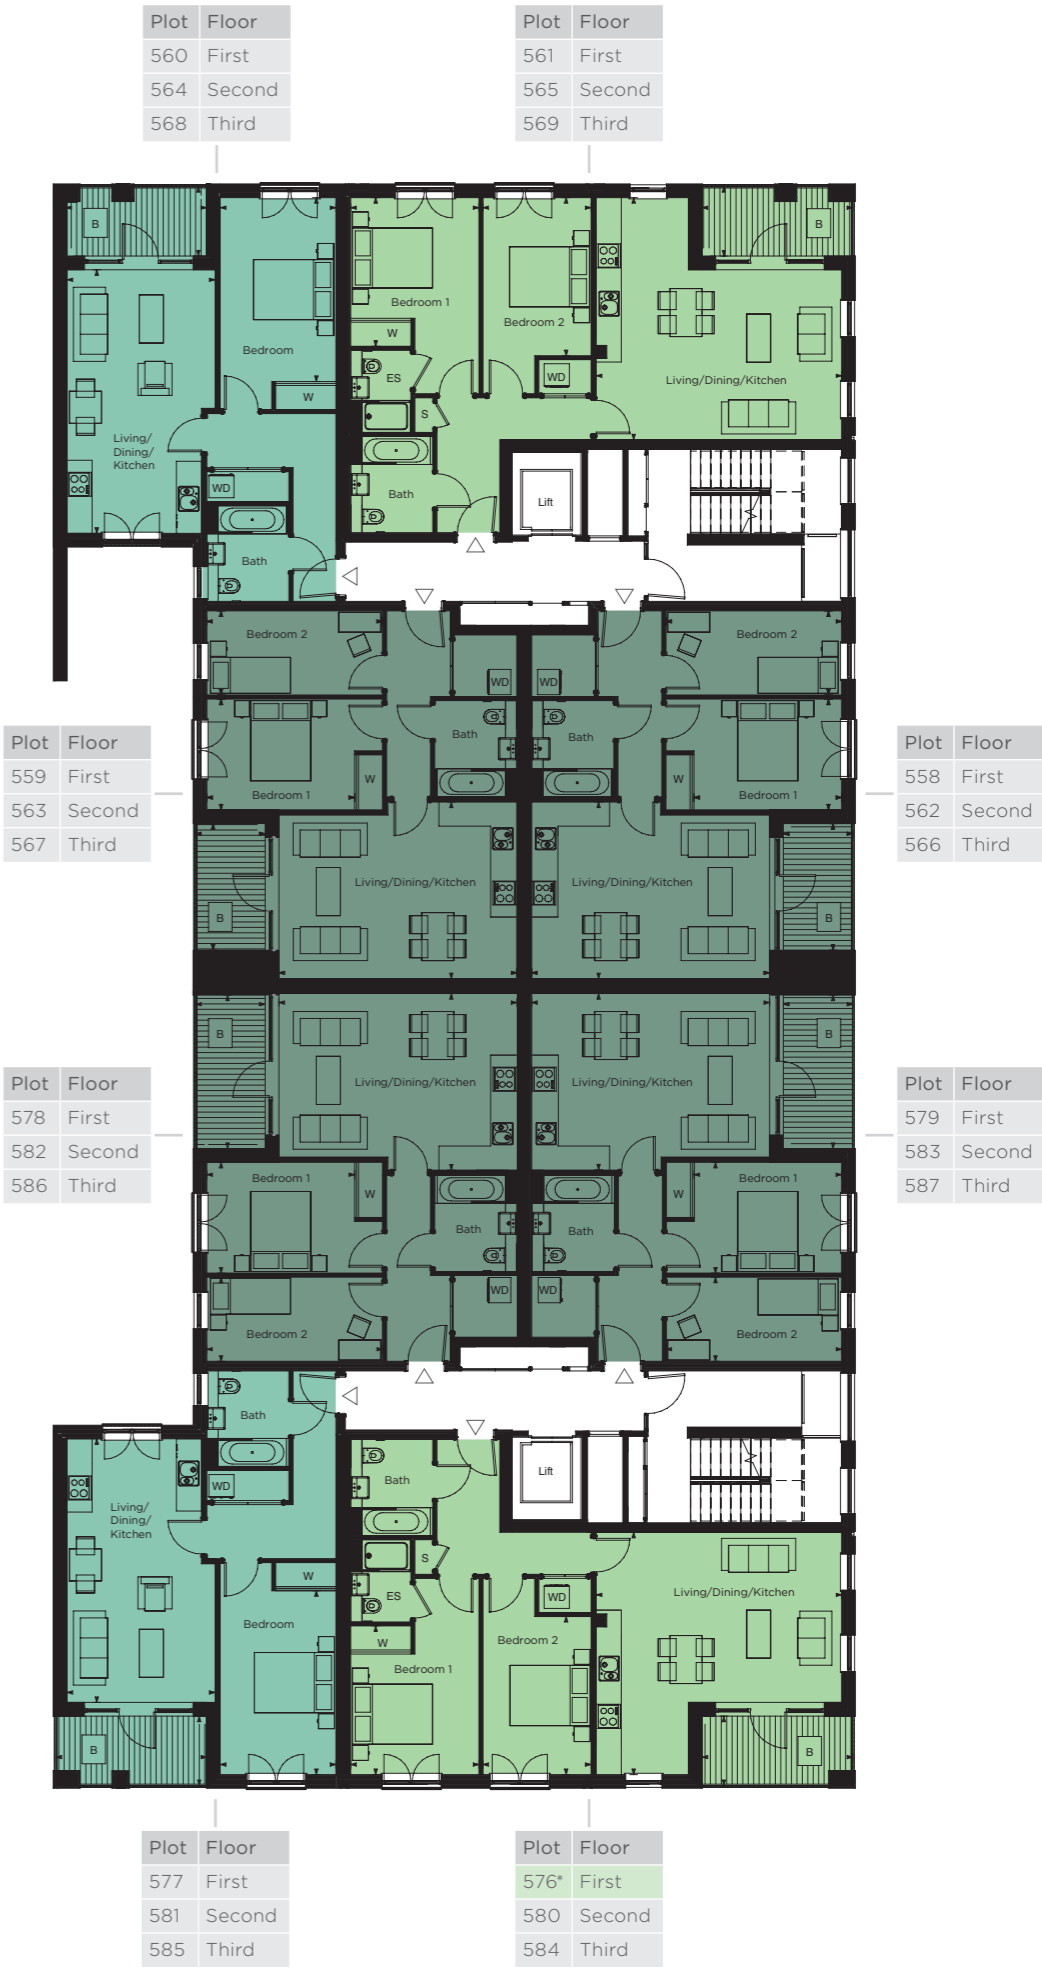 Plot Floor
560 First
564 Second
568 Third
Plot Floor
561 First
565 Second
569 Third
B
Bedroom
W
Living/
Dining/
Kitchen
WD
Bath
Bedroom 1
W
ES
S
Bath
Bedroom 2
WD
B
Living/Dining/Kitchen
Lift
Bedroom 2
WD
Bath
W
Bedroom 1
Living/Dining/Kitchen
B
Bedroom 2
WD
Bath
W
Bedroom 1
Living/Dining/Kitchen
B
Plot Floor
559 First
563 Second
567 Third
Plot Floor
558 First
562 Second
566 Third
B
Living/Dining/Kitchen
Bedroom 1
W
Bath
WD
Bedroom 2
B
Living/Dining/Kitchen
Bedroom 1
W
Bath
WD
Bedroom 2
Plot Floor
578 First
582 Second
586 Third
Plot Floor
579 First
583 Second
587 Third
Bath
WD
Living/
Dining/
Kitchen
W
Bedroom
B
Bath
S
ES
W
Bedroom 1
Lift
WD
Bedroom 2
Living/Dining/Kitchen
B
Plot Floor
577 First
581 Second
585 Third
Plot Floor
576* First
580 Second
584 Third